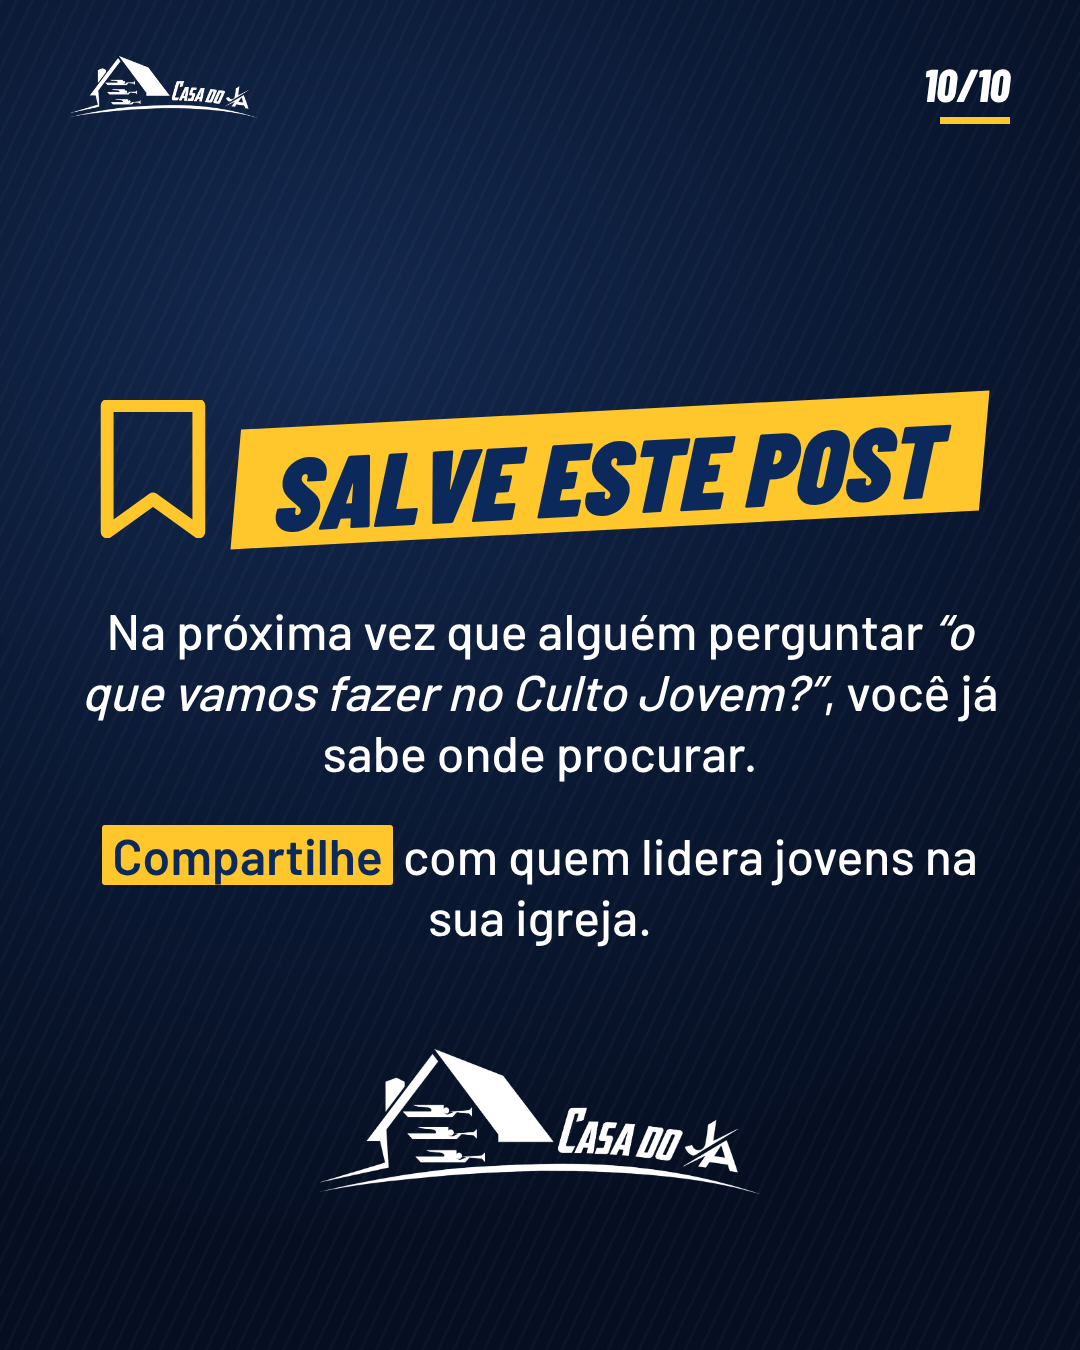 CASA DO JA
10/10
SALVE ESTE POST
Na próxima vez que alguém perguntar “o
que vamos fazer no Culto Jovem?”, você já
sabe onde procurar.
Compartilhe com quem lidera jovens na
sua igreja.
CASA DO JA